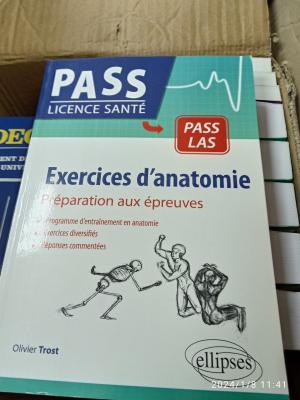 PASS
LICENCE SANTÉ
PASS
LAS
Exercices d'anatomie
Préparation aux épreuves
Programme d'entraînement en anatomie
Exercices diversifiés
Réponses commentées
Olivier Trost
ellipses
2024/1/8 11:41